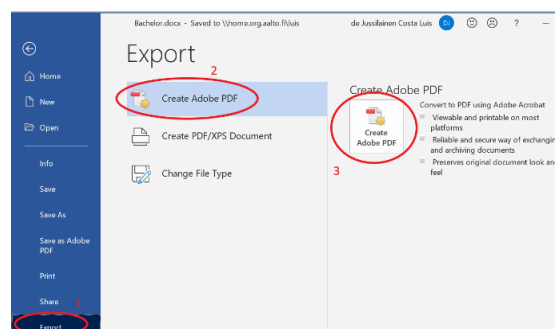 Bachelor.docx - Saved to \\home.org.aalto.fi\luis
de Jussilainen Costa Luis
DJ
?
Export
Home
New
Open
Info
Save
Save As
Save as Adobe
PDF
Print
Share
1
Export
2
Create Adobe PDF
Create PDF/XPS Document
Change File Type
Create Adobe PDF
Create
Adobe PDF
3
Convert to PDF using Adobe Acrobat
Viewable and printable on most
platforms
Reliable and secure way of exchangin
and archiving documents
Preserves original document look an
feel